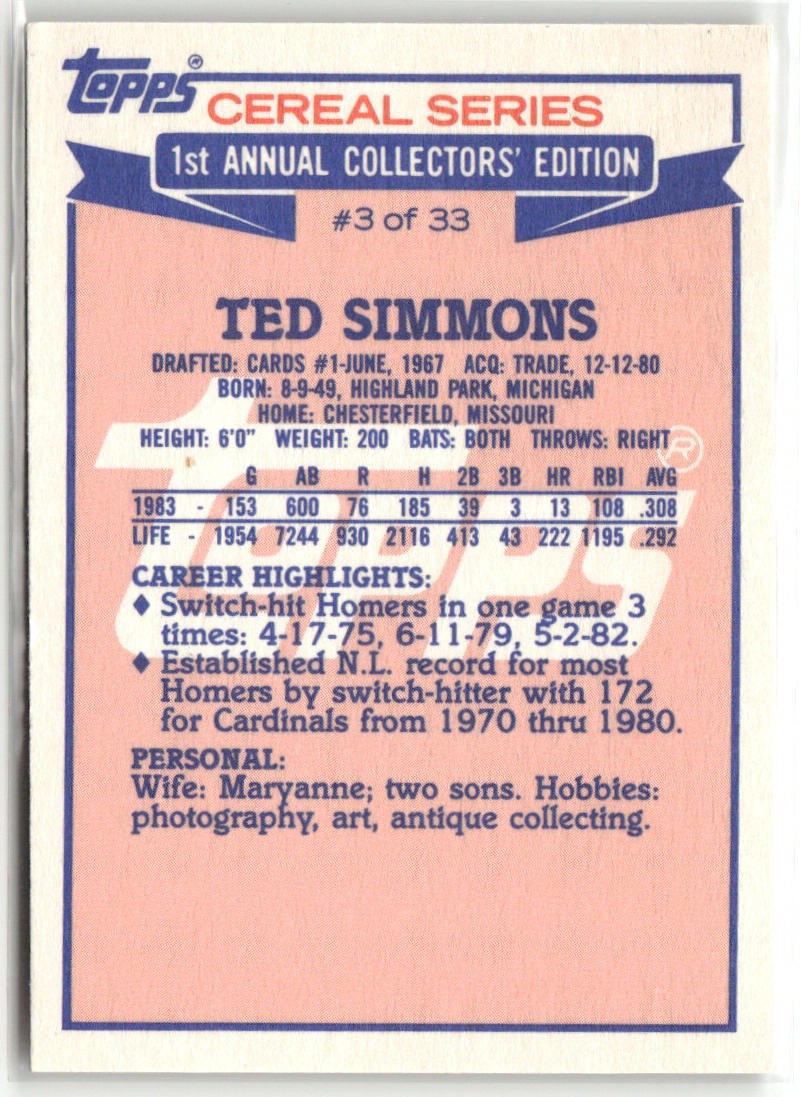 Topps®
CEREAL SERIES
1st ANNUAL COLLECTORS' EDITION
#3 of 33
TED SIMMONS
DRAFTED: CARDS #1-JUNE, 1967 ACQ: TRADE, 12-12-80
BORN: 8-9-49, HIGHLAND PARK, MICHIGAN
HOME: CHESTERFIELD, MISSOURI
HEIGHT: 6'0" WEIGHT: 200 BATS: BOTH THROWS: RIGHT
G AB R H 2B 3B HR RBI AVG
1983 - 153 600 76 185 39 3 13 108 .308
LIFE - 1954 7244 930 2116 413 43 222 1195 .292
CAREER HIGHLIGHTS:
♦ Switch-hit Homers in one game 3
times: 4-17-75, 6-11-79, 5-2-82.
♦ Established N.L. record for most
Homers by switch-hitter with 172
for Cardinals from 1970 thru 1980.
PERSONAL:
Wife: Maryanne; two sons. Hobbies:
photography, art, antique collecting.
Topps®